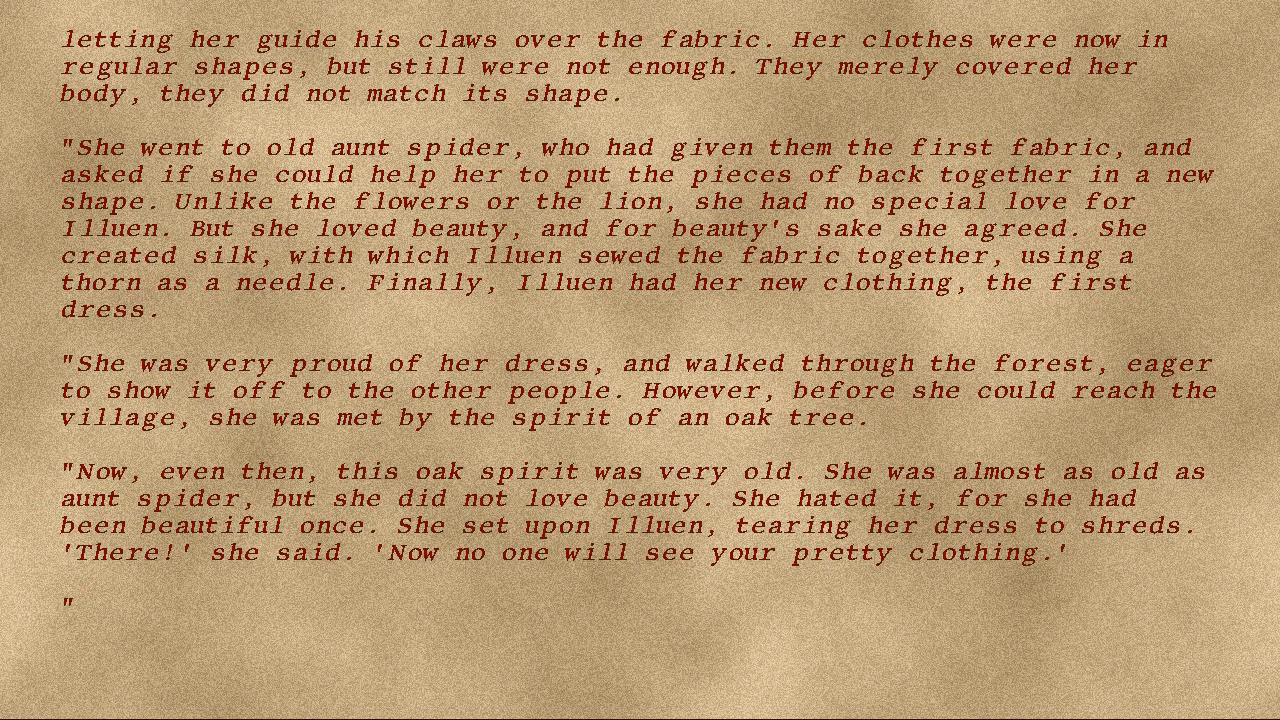 letting her guide his claws over the fabric. Her clothes were now in
regular shapes, but still were not enough. They merely covered her
body, they did not match its shape.
"She went to old aunt spider, who had given them the first fabric, and
asked if she could help her to put the pieces of back together in a new
shape. Unlike the flowers or the lion, she had no special love for
Illuen. But she loved beauty, and for beauty's sake she agreed. She
created silk, with which Illuen sewed the fabric together, using a
thorn as a needle. Finally, Illuen had her new clothing, the first
dress.
"She was very proud of her dress, and walked through the forest, eager
to show it off to the other people. However, before she could reach the
village, she was met by the spirit of an oak tree.
"Now, even then, this oak spirit was very old. She was almost as old as
aunt spider, but she did not love beauty. She hated it, for she had
been beautiful once. She set upon Illuen, tearing her dress to shreds.
'There!' she said. 'Now no one will see your pretty clothing.'
"